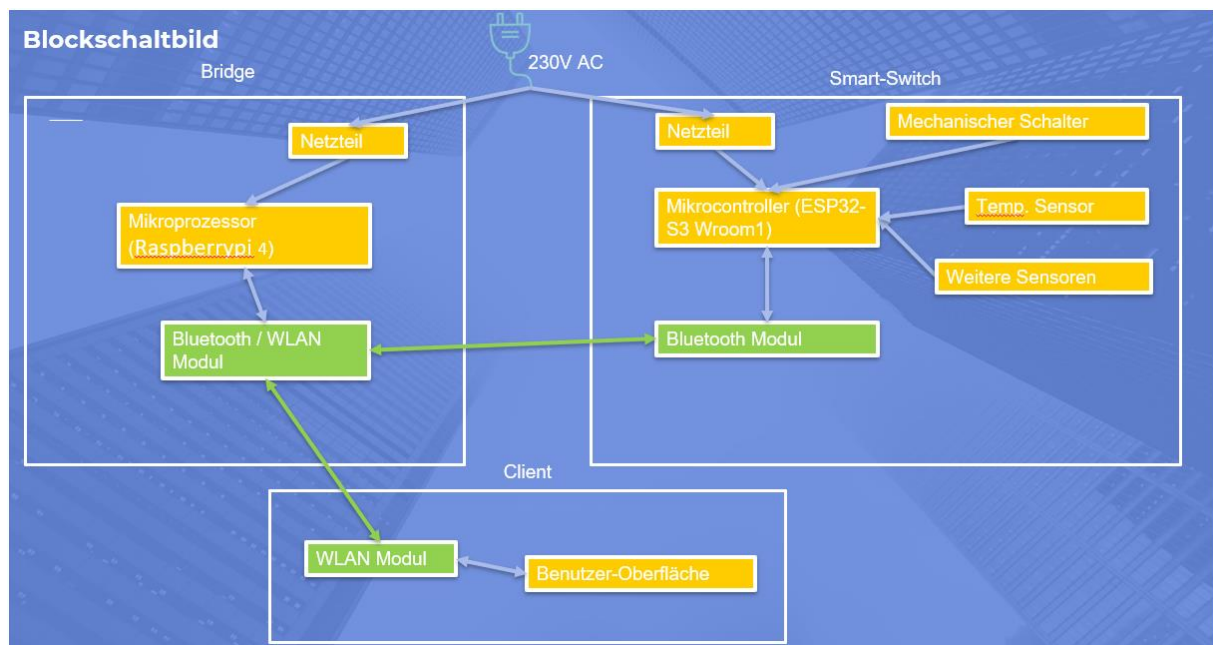 Blockschaltbild
Bridge
230V AC
Smart-Switch
Netzteil
Mikroprozessor
(Raspberrypi 4)
Bluetooth / WLAN
Modul
Netzteil
Mechanischer Schalter
Mikrocontroller (ESP32-
S3 Wroom1)
Temp. Sensor
Weitere Sensoren
Bluetooth Modul
Client
WLAN Modul
Benutzer-Oberfläche